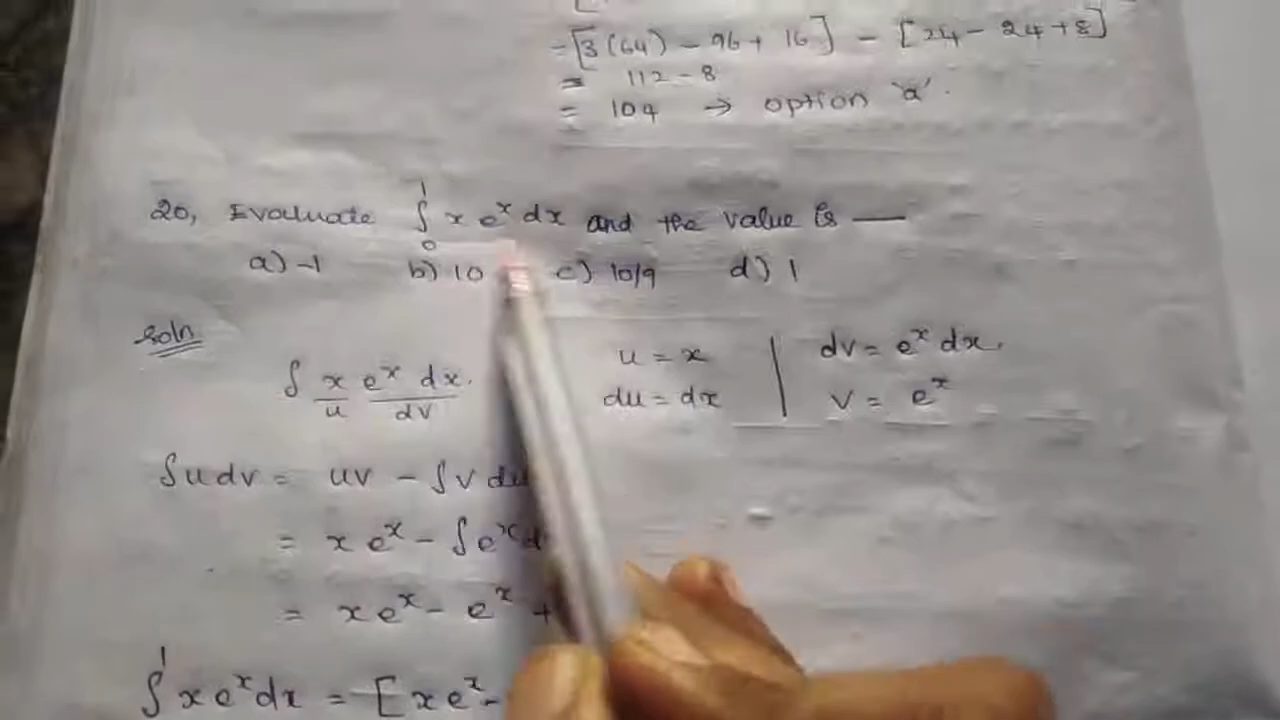 = [3(64) - 96 + 16] - [24 - 24 + 8]
= 112 - 8
= 104 → option 'a'.
20, Evaluate ∫₀¹ x eˣ dx and the value is ___
a) -1 b) 10 c) 10/9 d) 1
Soln
∫ x eˣ dx. u = x | dv = eˣ dx.
u dv du = dx | v = eˣ
∫u dv = uv - ∫v du
= x eˣ - ∫eˣ d
= x eˣ - eˣ +
∫¹ x eˣ dx = [x eˣ -